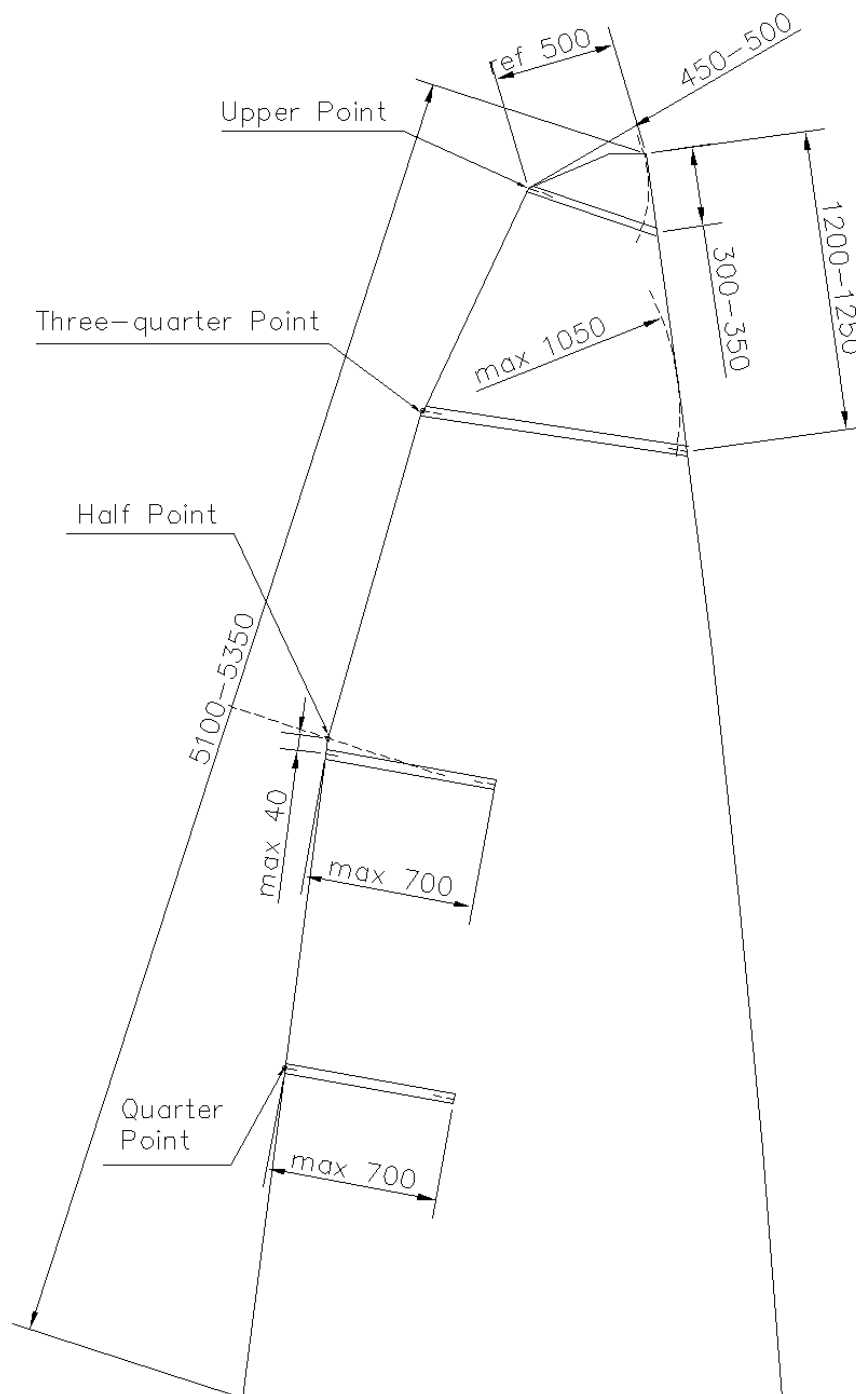 ref 500
450-500
Upper Point
1200-1250
300-350
Three-quarter Point
max 1050
Half Point
5100-5350
max 40
max 700
Quarter
Point
max 700